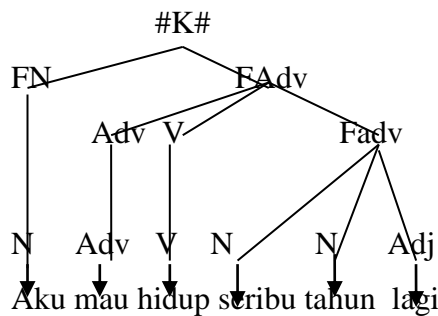 #K#
FN FAdv
Adv V Fadv
N Adv V N N Adj
Aku mau hidup seribu tahun lagi